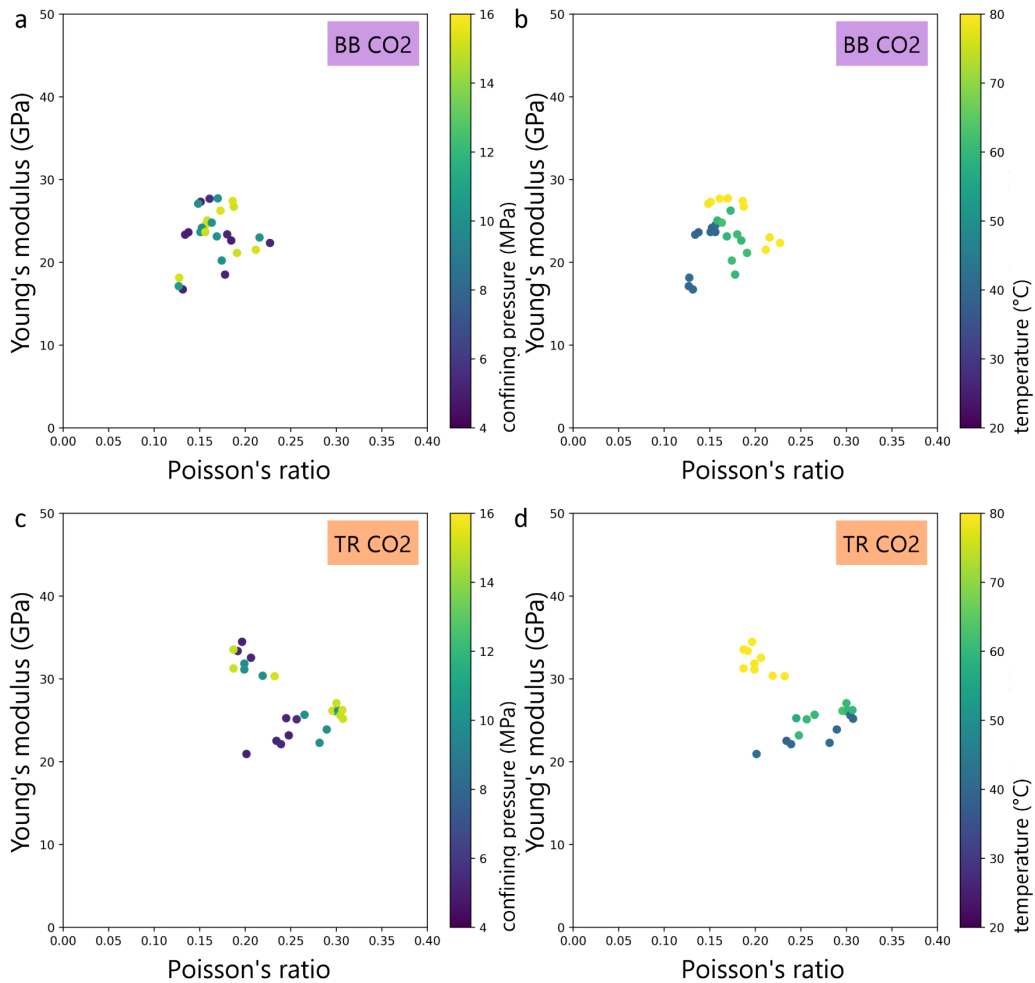 a
BB CO2
50
40
30
20
10
0
0.00 0.05 0.10 0.15 0.20 0.25 0.30 0.35 0.40
Young's modulus (GPa)
Poisson's ratio
16
14
12
10
8
6
4
confining pressure (MPa)
b
BB CO2
50
40
30
20
10
0
0.00 0.05 0.10 0.15 0.20 0.25 0.30 0.35 0.40
Young's modulus (GPa)
Poisson's ratio
80
70
60
50
40
30
20
temperature (°C)
c
TR CO2
50
40
30
20
10
0
0.00 0.05 0.10 0.15 0.20 0.25 0.30 0.35 0.40
Young's modulus (GPa)
Poisson's ratio
16
14
12
10
8
6
4
confining pressure (MPa)
d
TR CO2
50
40
30
20
10
0
0.00 0.05 0.10 0.15 0.20 0.25 0.30 0.35 0.40
Young's modulus (GPa)
Poisson's ratio
80
70
60
50
40
30
20
temperature (°C)